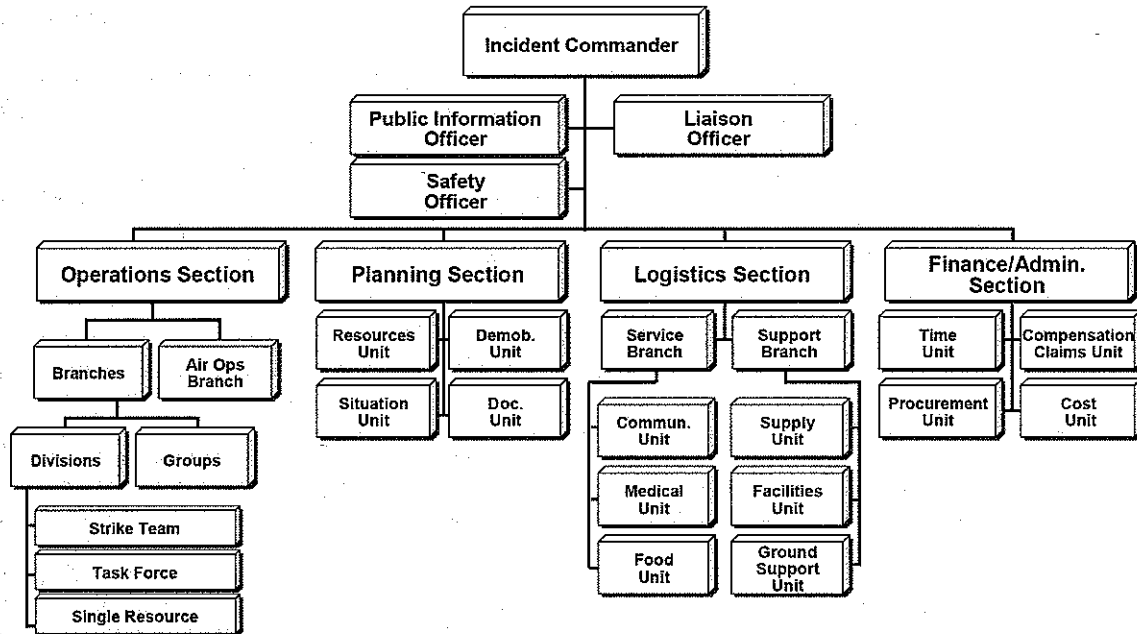 Incident Commander
Public Information
Officer
Liaison
Officer
Safety
Officer
Operations Section
Planning Section
Logistics Section
Finance/Admin.
Section
Branches
Air Ops
Branch
Divisions
Groups
Strike Team
Task Force
Single Resource
Resources
Unit
Demob.
Unit
Situation
Unit
Doc.
Unit
Service
Branch
Support
Branch
Commun.
Unit
Supply
Unit
Medical
Unit
Facilities
Unit
Food
Unit
Ground
Support
Unit
Time
Unit
Compensation
Claims Unit
Procurement
Unit
Cost
Unit